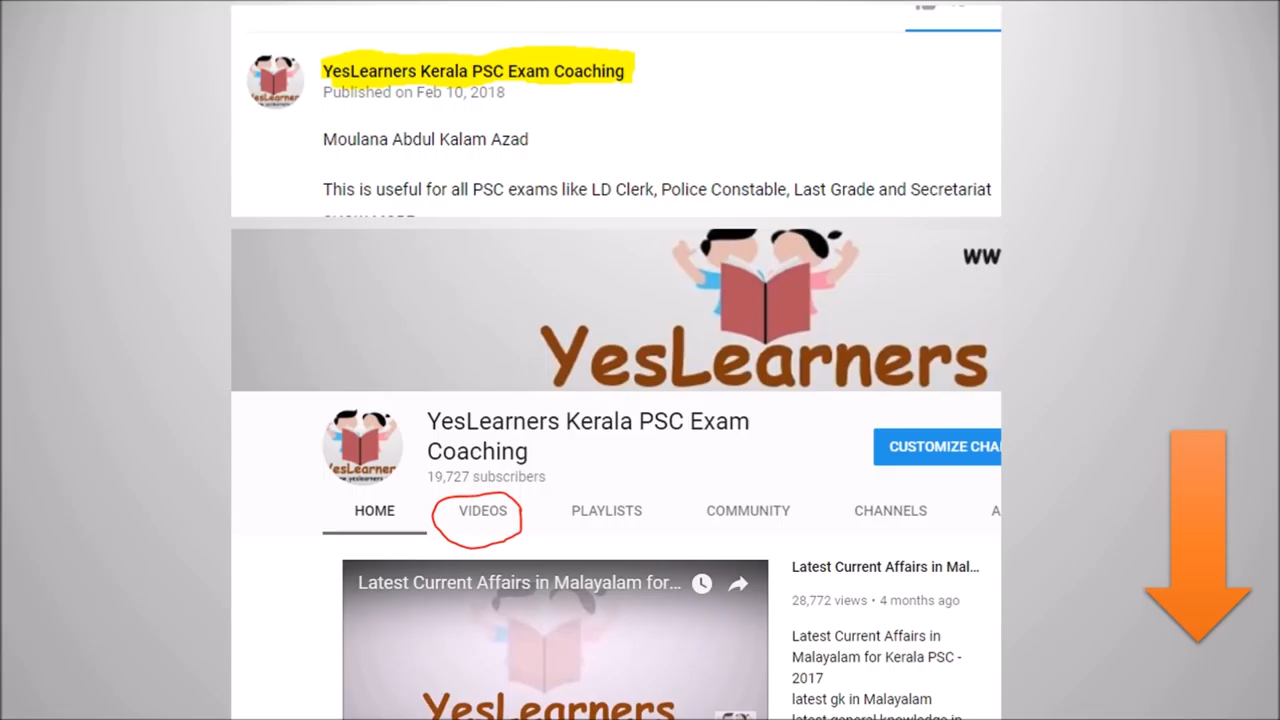 YesLearners Kerala PSC Exam Coaching
Published on Feb 10, 2018
Moulana Abdul Kalam Azad
This is useful for all PSC exams like LD Clerk, Police Constable, Last Grade and Secretariat
ww
YesLearners
YesLearners Kerala PSC Exam
Coaching
19,727 subscribers
CUSTOMIZE CHA
HOME VIDEOS PLAYLISTS COMMUNITY CHANNELS A
Latest Current Affairs in Malayalam for...
Latest Current Affairs in Mal...
28,772 views • 4 months ago
Latest Current Affairs in
Malayalam for Kerala PSC -
2017
latest gk in Malayalam
latest general knowledge in
YesLearners